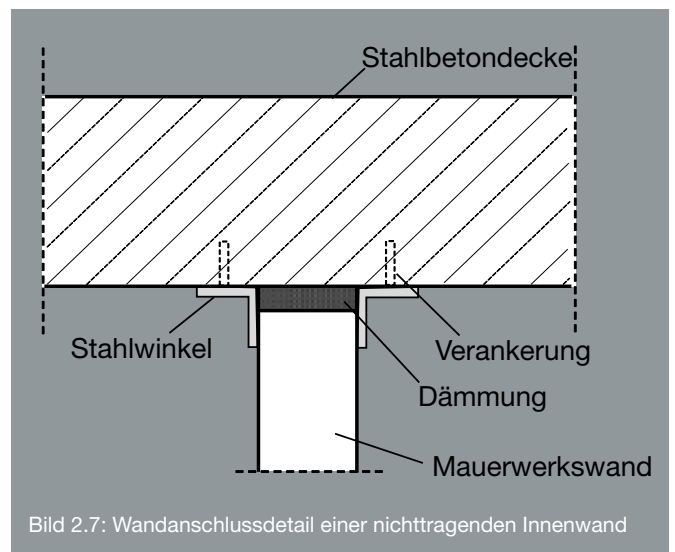 Stahlbetondecke
Stahlwinkel
Verankerung
Dämmung
Mauerwerkswand
Bild 2.7: Wandanschlussdetail einer nichttragenden Innenwand